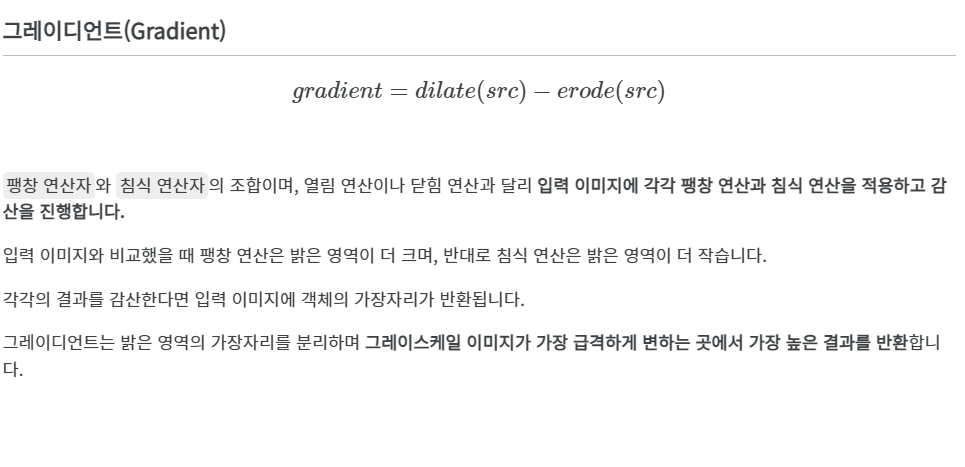 그레이디언트(Gradient)
gradient = dilate(src) − erode(src)
팽창 연산자와 침식 연산자의 조합이며, 열림 연산이나 닫힘 연산과 달리 입력 이미지에 각각 팽창 연산과 침식 연산을 적용하고 감
산을 진행합니다.
입력 이미지와 비교했을 때 팽창 연산은 밝은 영역이 더 크며, 반대로 침식 연산은 밝은 영역이 더 작습니다.
각각의 결과를 감산한다면 입력 이미지에 객체의 가장자리가 반환됩니다.
그레이디언트는 밝은 영역의 가장자리를 분리하며 그레이스케일 이미지가 가장 급격하게 변하는 곳에서 가장 높은 결과를 반환합니
다.